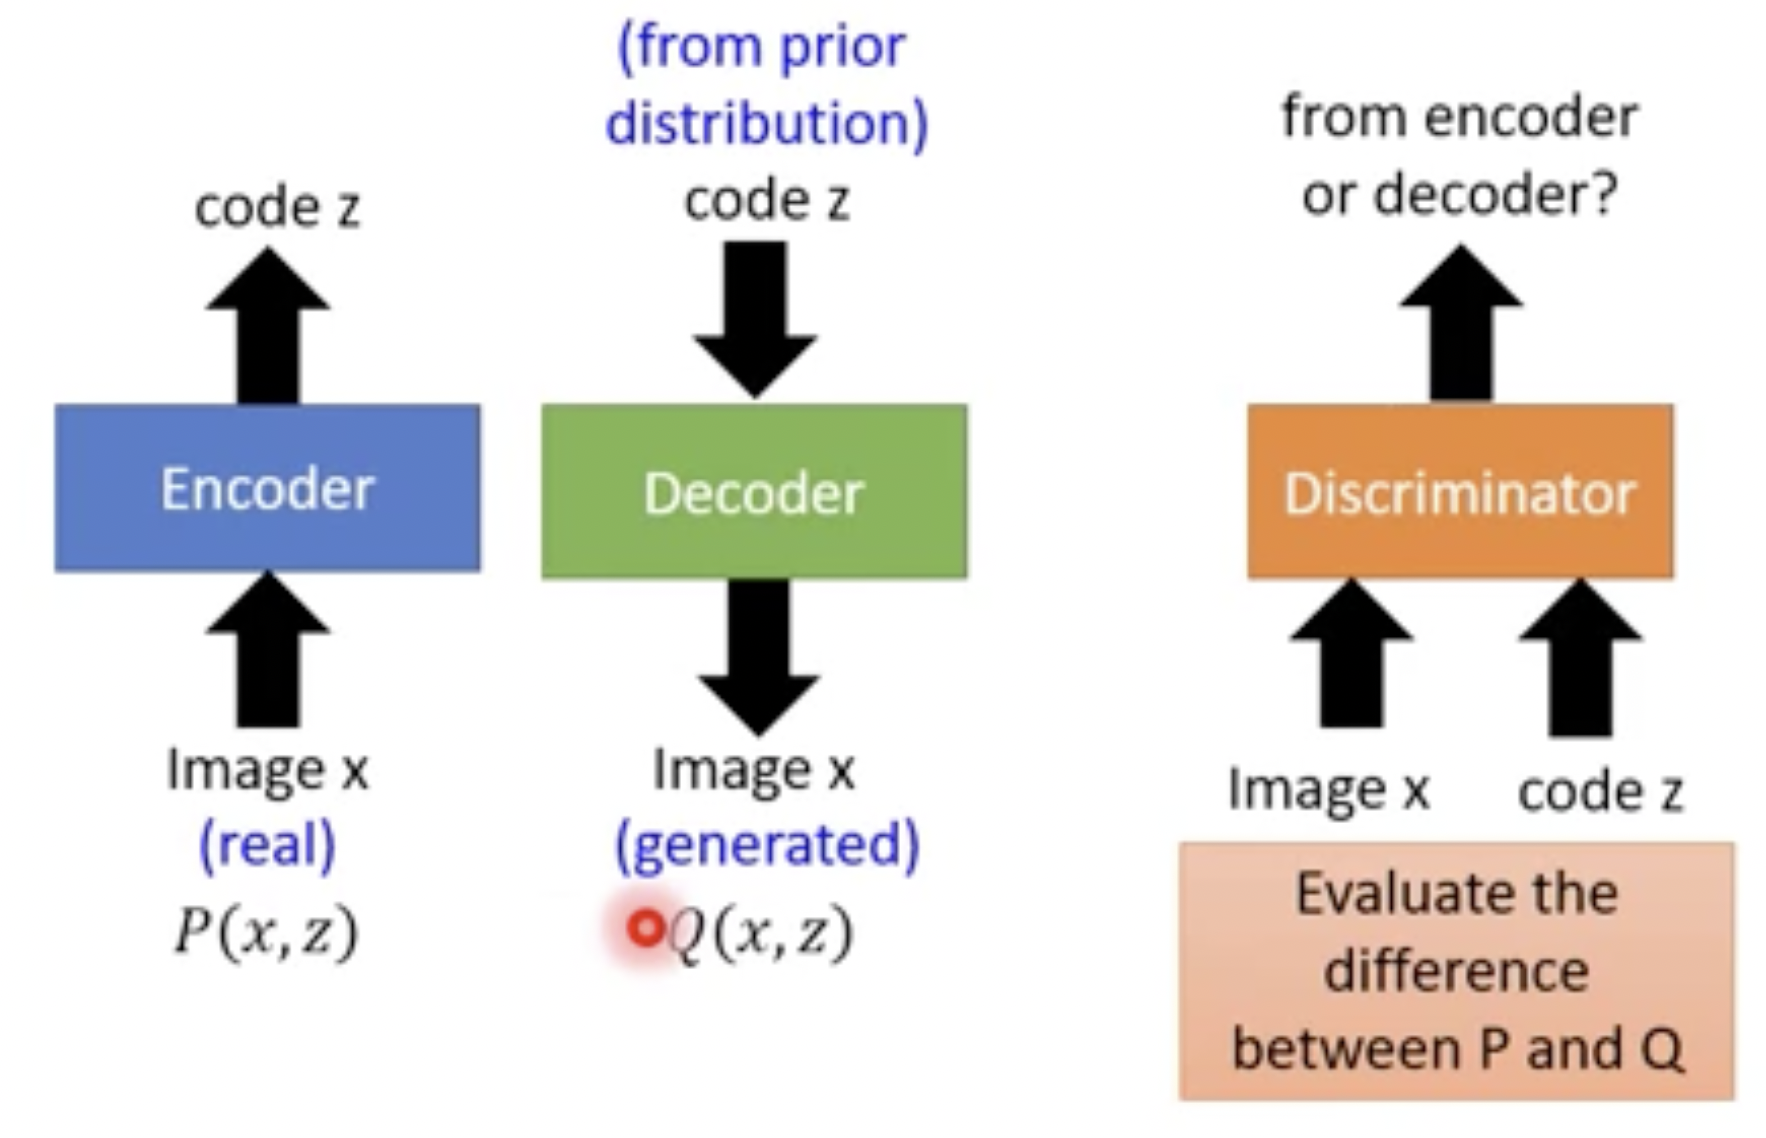 code z
Encoder
Image x
(real)
P(x, z)
(from prior
distribution)
code z
Decoder
Image x
(generated)
Q(x, z)
from encoder
or decoder?
Discriminator
Image x
code z
Evaluate the
difference
between P and Q